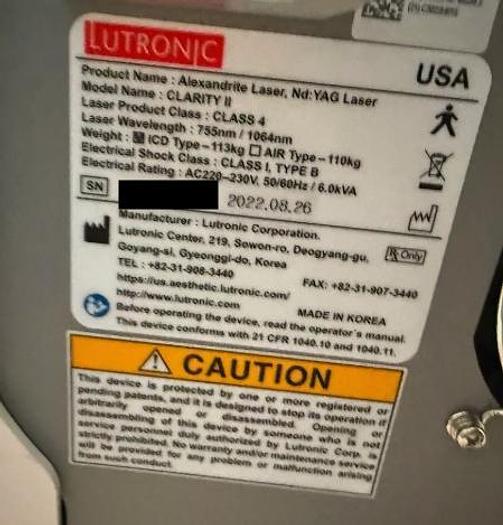 LUTRONIC
USA
Product Name : Alexandrite Laser, Nd:YAG Laser
Model Name : CLARITY II
Laser Product Class : CLASS 4
Laser Wavelength : 755nm / 1064nm
Weight : ICD Type – 113kg ☐ AIR Type – 110kg
Electrical Shock Class : CLASS I, TYPE B
Electrical Rating : AC220–230V, 50/60Hz / 6.0kVA
SN
2022.08.26
Manufacturer : Lutronic Corporation.
Lutronic Center, 219, Sowon-ro, Deogyang-gu,
Goyang-si, Gyeonggi-do, Korea
Rx Only
TEL : +82-31-908-3440
FAX: +82-31-907-3440
https://us.aesthetic.lutronic.com/
http://www.lutronic.com
MADE IN KOREA
Before operating the device, read the operator's manual.
This device conforms with 21 CFR 1040.10 and 1040.11.
CAUTION
This device is protected by one or more registered or
pending patents, and it is designed to stop its operation if
arbitrarily opened or disassembled. Opening or
disassembling of this device by someone who is not
service personnel duly authorized by Lutronic Corp. is
strictly prohibited. No warranty and/or maintenance service
will be provided for any problem or malfunction arising
from such conduct.